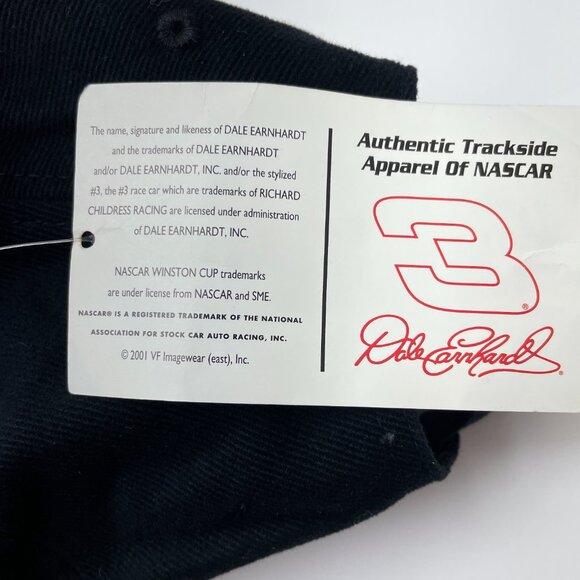 The name, signature and likeness of DALE EARNHARDT
and the trademarks of DALE EARNHARDT
and/or DALE EARNHARDT, INC. and/or the stylized
#3, the #3 race car which are trademarks of RICHARD
CHILDRESS RACING are licensed under administration
of DALE EARNHARDT, INC.
NASCAR WINSTON CUP trademarks
are under license from NASCAR and SME.
NASCAR® IS A REGISTERED TRADEMARK OF THE NATIONAL
ASSOCIATION FOR STOCK CAR AUTO RACING, INC.
© 2001 VF Imagewear (east), Inc.
Authentic Trackside
Apparel Of NASCAR
3®
Dale Earnhardt®